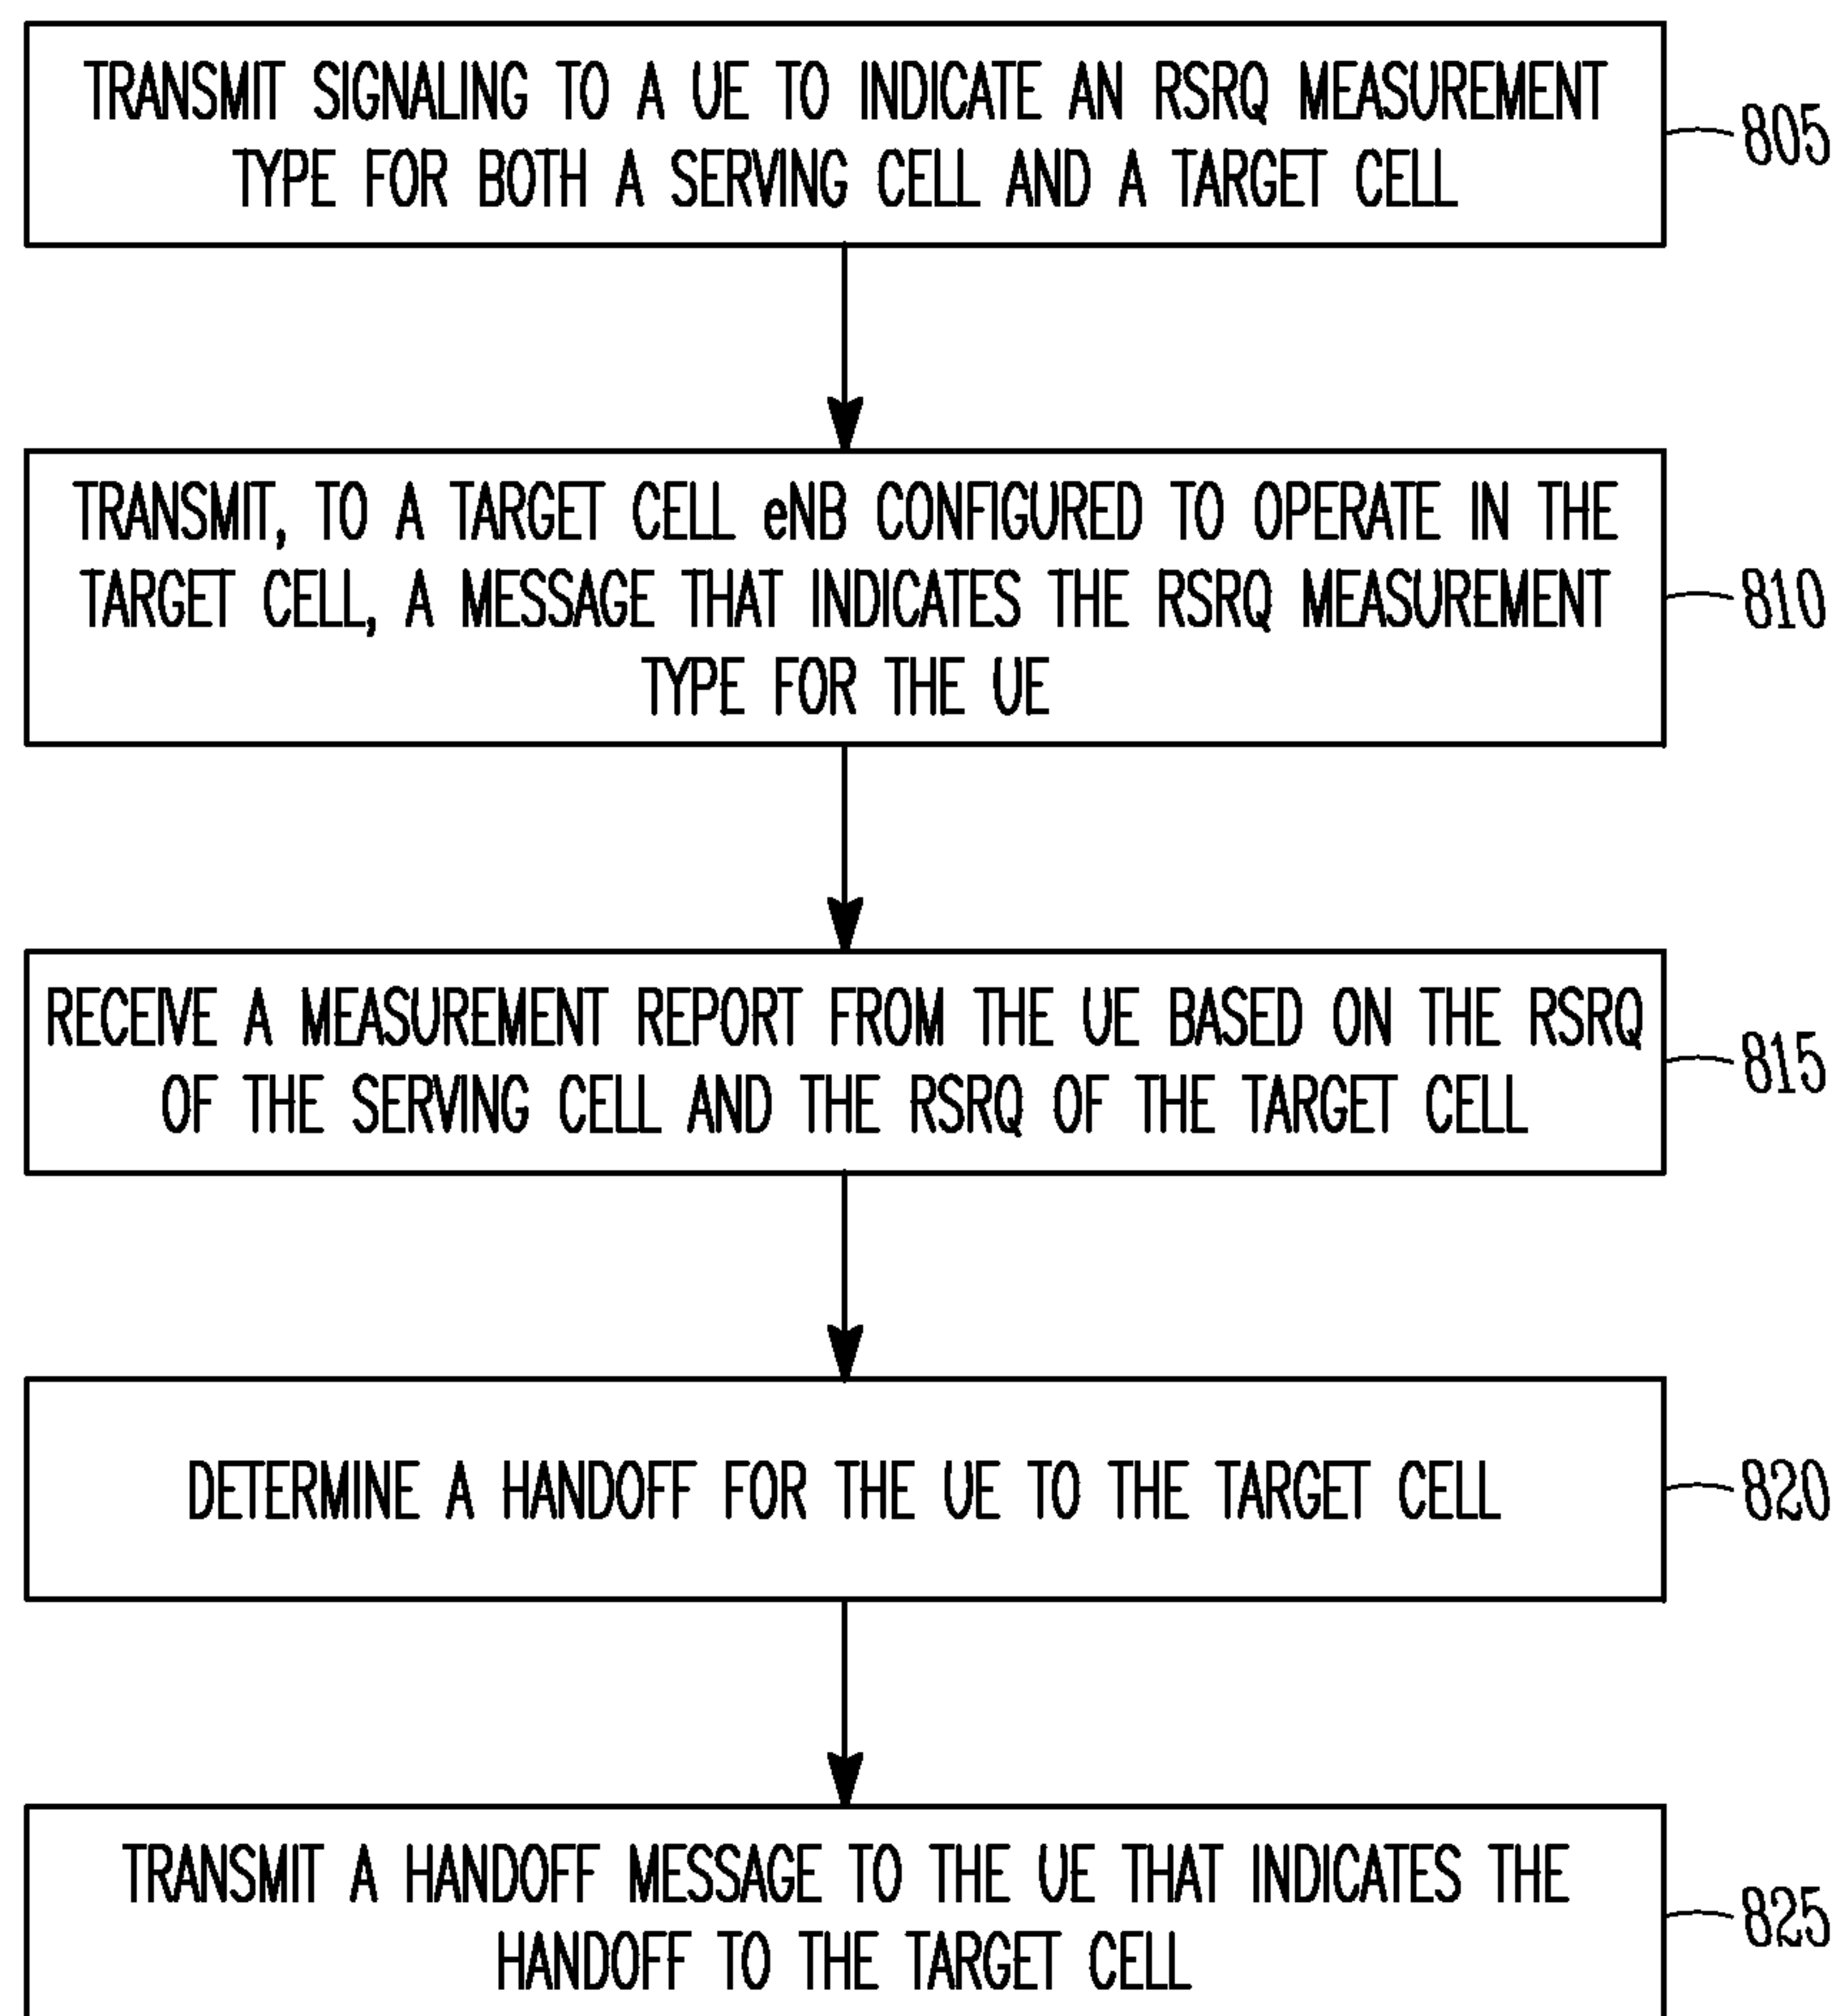 TRANSMIT SIGNALING TO A UE TO INDICATE AN RSRQ MEASUREMENT
TYPE FOR BOTH A SERVING CELL AND A TARGET CELL
805
TRANSMIT, TO A TARGET CELL eNB CONFIGURED TO OPERATE IN THE
TARGET CELL, A MESSAGE THAT INDICATES THE RSRQ MEASUREMENT
TYPE FOR THE UE
810
RECEIVE A MEASUREMENT REPORT FROM THE UE BASED ON THE RSRQ
OF THE SERVING CELL AND THE RSRQ OF THE TARGET CELL
815
DETERMINE A HANDOFF FOR THE UE TO THE TARGET CELL
820
TRANSMIT A HANDOFF MESSAGE TO THE UE THAT INDICATES THE
HANDOFF TO THE TARGET CELL
825